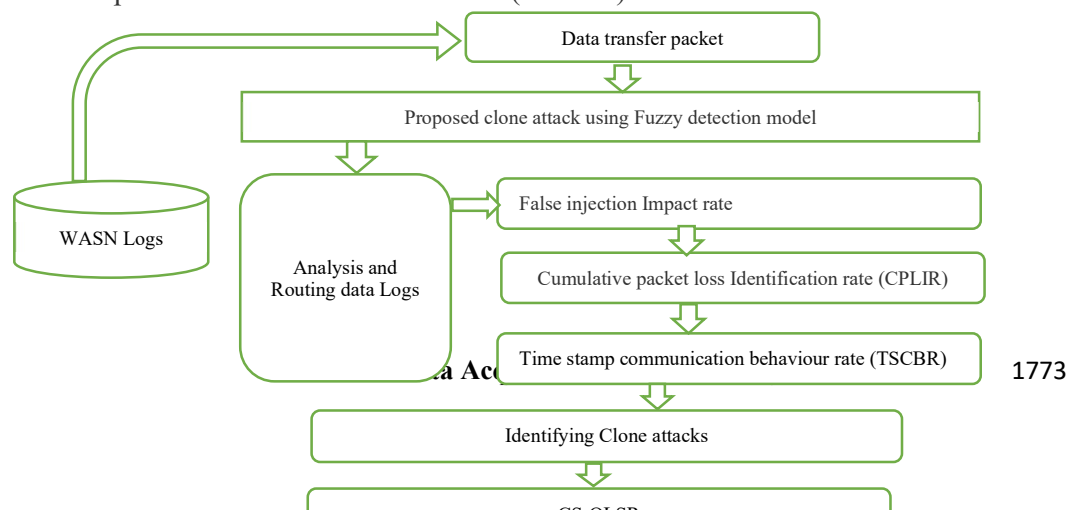 Data transfer packet
Proposed clone attack using Fuzzy detection model
False injection Impact rate
WASN Logs
Analysis and
Routing data Logs
Cumulative packet loss Identification rate (CPLIR)
Time stamp communication behaviour rate (TSCBR)
1773
Identifying Clone attacks